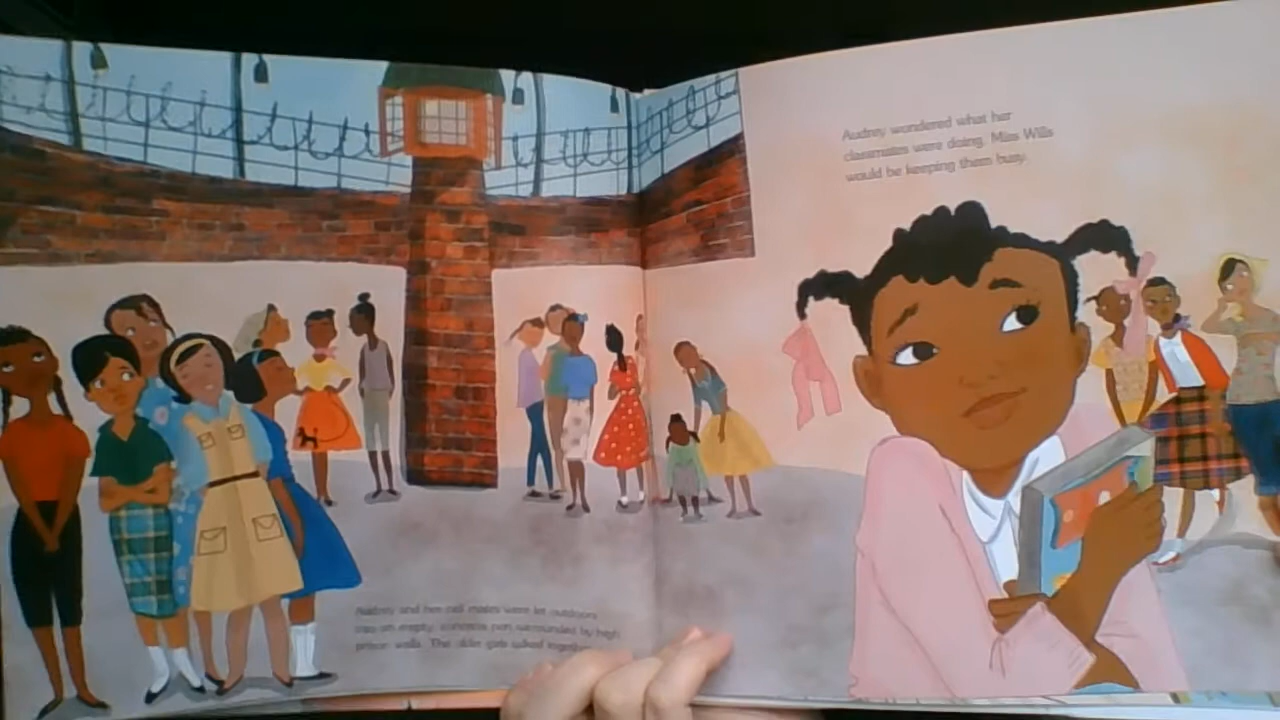 Audrey and her cell mates were let outdoors
into an empty, concrete pen surrounded by high
prison walls. The older girls talked together
Audrey wondered what her
classmates were doing. Miss Wills
would be keeping them busy.